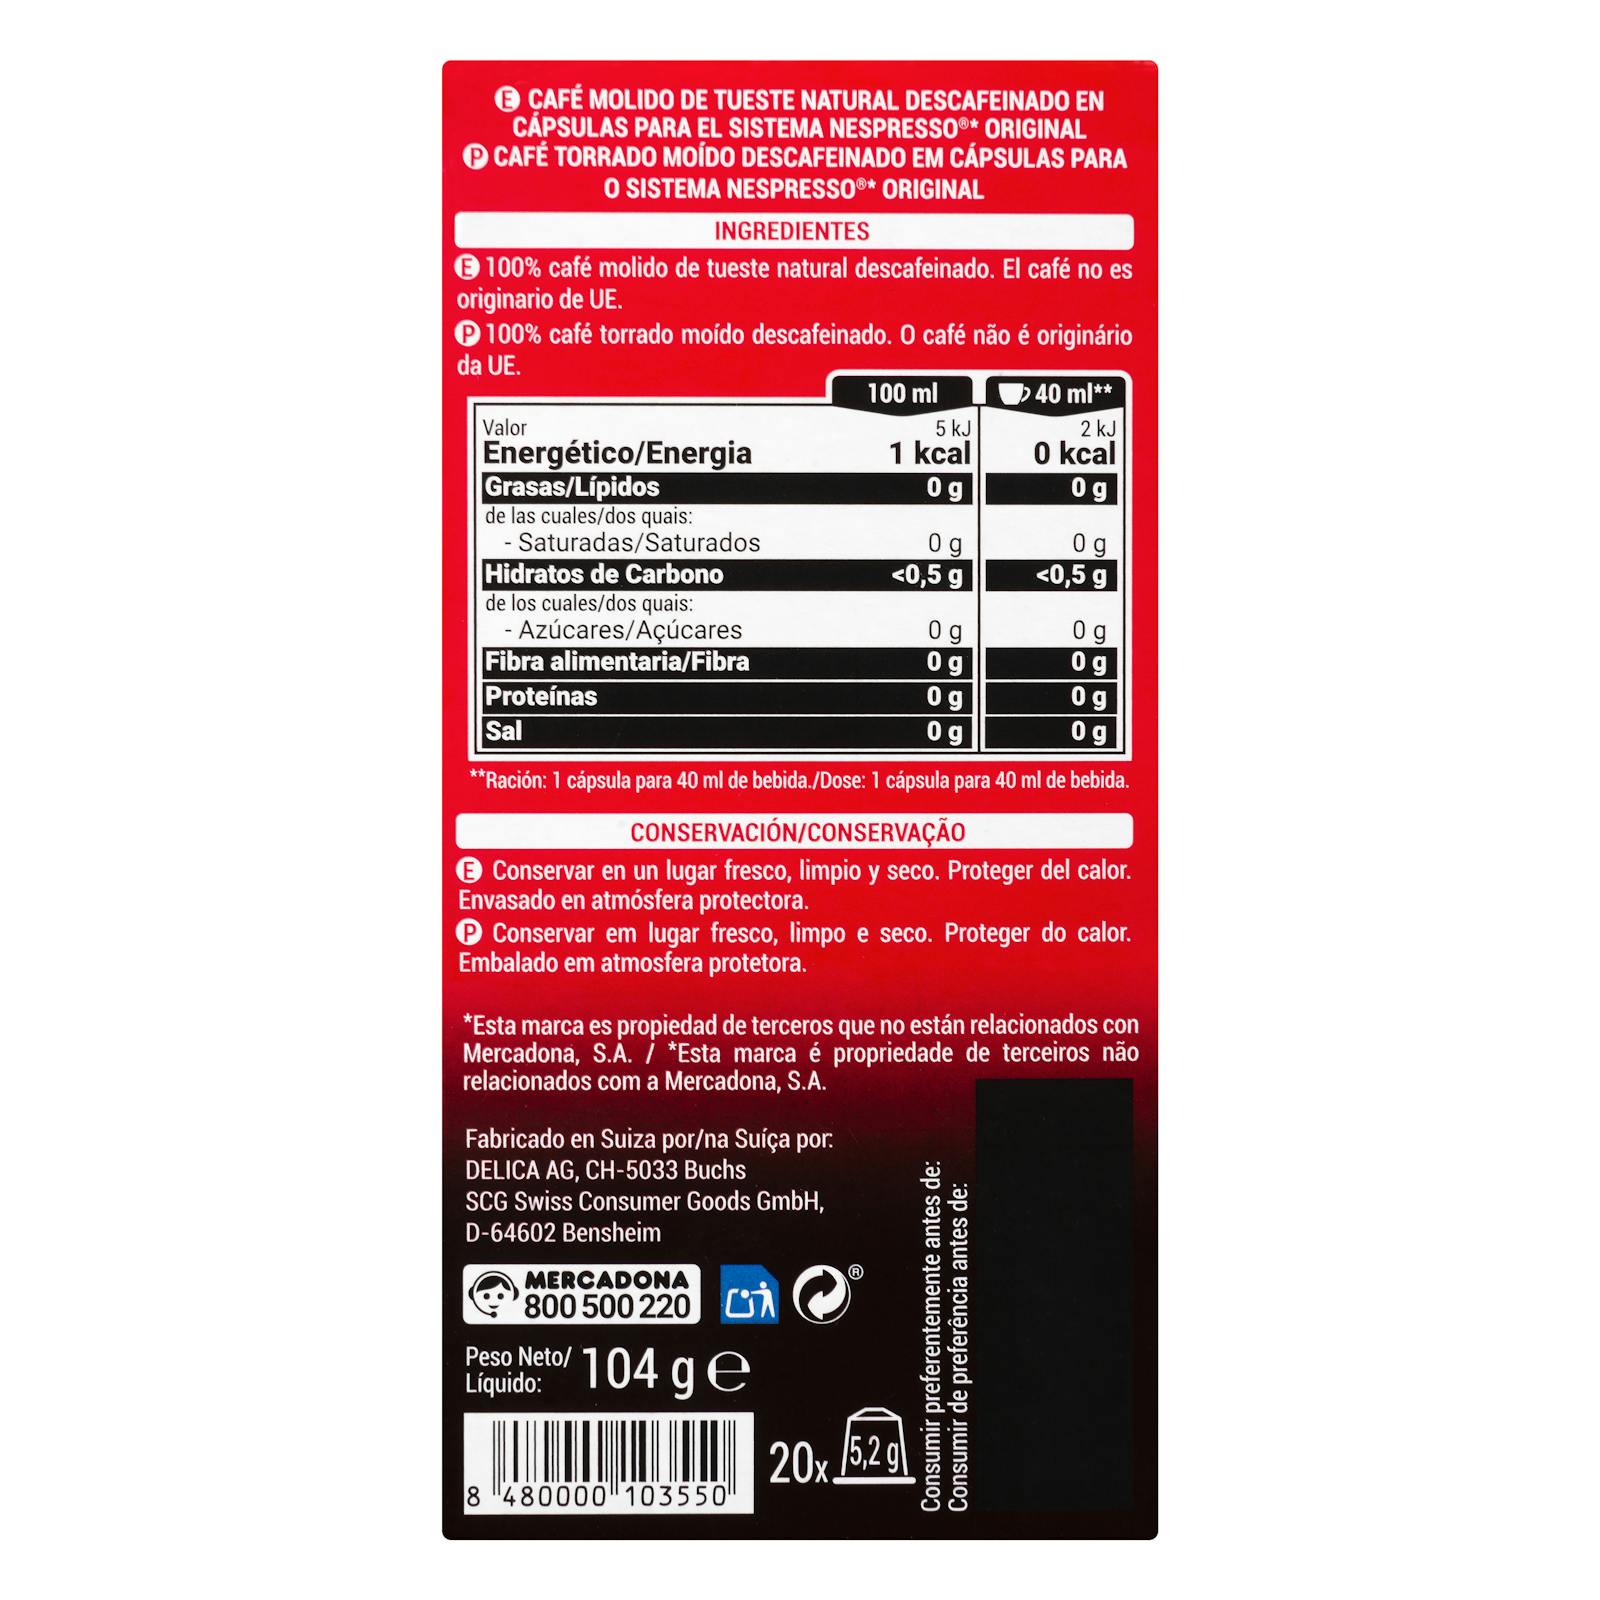 E CAFÉ MOLIDO DE TUESTE NATURAL DESCAFEINADO EN
CÁPSULAS PARA EL SISTEMA NESPRESSO®* ORIGINAL
P CAFÉ TORRADO MOÍDO DESCAFEINADO EM CÁPSULAS PARA
O SISTEMA NESPRESSO®* ORIGINAL
INGREDIENTES
E 100% café molido de tueste natural descafeinado. El café no es
originario de UE.
P 100% café torrado moído descafeinado. O café não é originário
da UE.
100 ml 40 ml**
Valor 5 kJ 2 kJ
Energético/Energia 1 kcal 0 kcal
Grasas/Lípidos 0 g 0 g
de las cuales/dos quais:
- Saturadas/Saturados 0 g 0 g
Hidratos de Carbono <0,5 g <0,5 g
de los cuales/dos quais:
- Azúcares/Açúcares 0 g 0 g
Fibra alimentaria/Fibra 0 g 0 g
Proteínas 0 g 0 g
Sal 0 g 0 g
**Ración: 1 cápsula para 40 ml de bebida./Dose: 1 cápsula para 40 ml de bebida.
CONSERVACIÓN/CONSERVAÇÃO
E Conservar en un lugar fresco, limpio y seco. Proteger del calor.
Envasado en atmósfera protectora.
P Conservar em lugar fresco, limpo e seco. Proteger do calor.
Embalado em atmosfera protetora.
*Esta marca es propiedad de terceros que no están relacionados con
Mercadona, S.A. / *Esta marca é propriedade de terceiros não
relacionados com a Mercadona, S.A.
Fabricado en Suiza por/na Suíça por:
DELICA AG, CH-5033 Buchs
SCG Swiss Consumer Goods GmbH,
D-64602 Bensheim
MERCADONA
800 500 220
®
Peso Neto/
Líquido:
104 g ℮
20x 5,2 g
8 480000 103550
Consumir preferentemente antes de:
Consumir de preferência antes de: